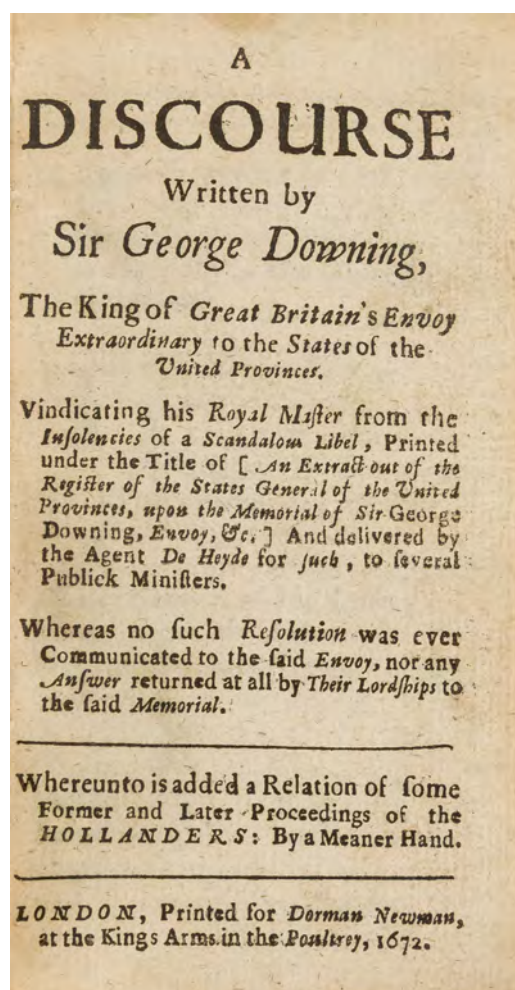 A
DISCOURSE
Written by
Sir George Downing,
The King of Great Britain's Envoy
Extraordinary to the States of the
United Provinces.
Vindicating his Royal Maſter from the
Inſolencies of a Scandalous Libel, Printed
under the Title of [ An Extract out of the
Regiſter of the States General of the United
Provinces, upon the Memorial of Sir George
Downing, Envoy, &c. ] And delivered by
the Agent De Heyde for ſuch, to ſeveral
Publick Miniſters.
Whereas no ſuch Reſolution was ever
Communicated to the ſaid Envoy, nor any
Anſwer returned at all by Their Lordſhips to
the ſaid Memorial.
Whereunto is added a Relation of ſome
Former and Later Proceedings of the
HOLLANDERS: By a Meaner Hand.
LONDON, Printed for Dorman Newman,
at the Kings Arms in the Poultrey, 1672.